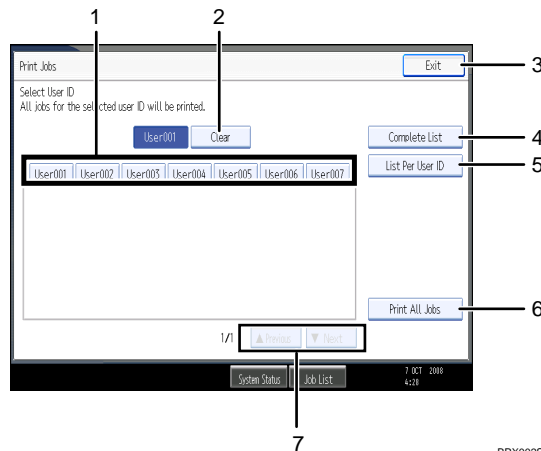 1 2
Print Jobs Exit 3
Select User ID
All jobs for the selected user ID will be printed.
User001 Clear Complete List 4
List Per User ID 5
User001 User002 User003 User004 User005 User006 User007
Print All Jobs 6
1/1 ▲Previous ▼Next
System Status Job List 7 OCT 2008
4:28
7